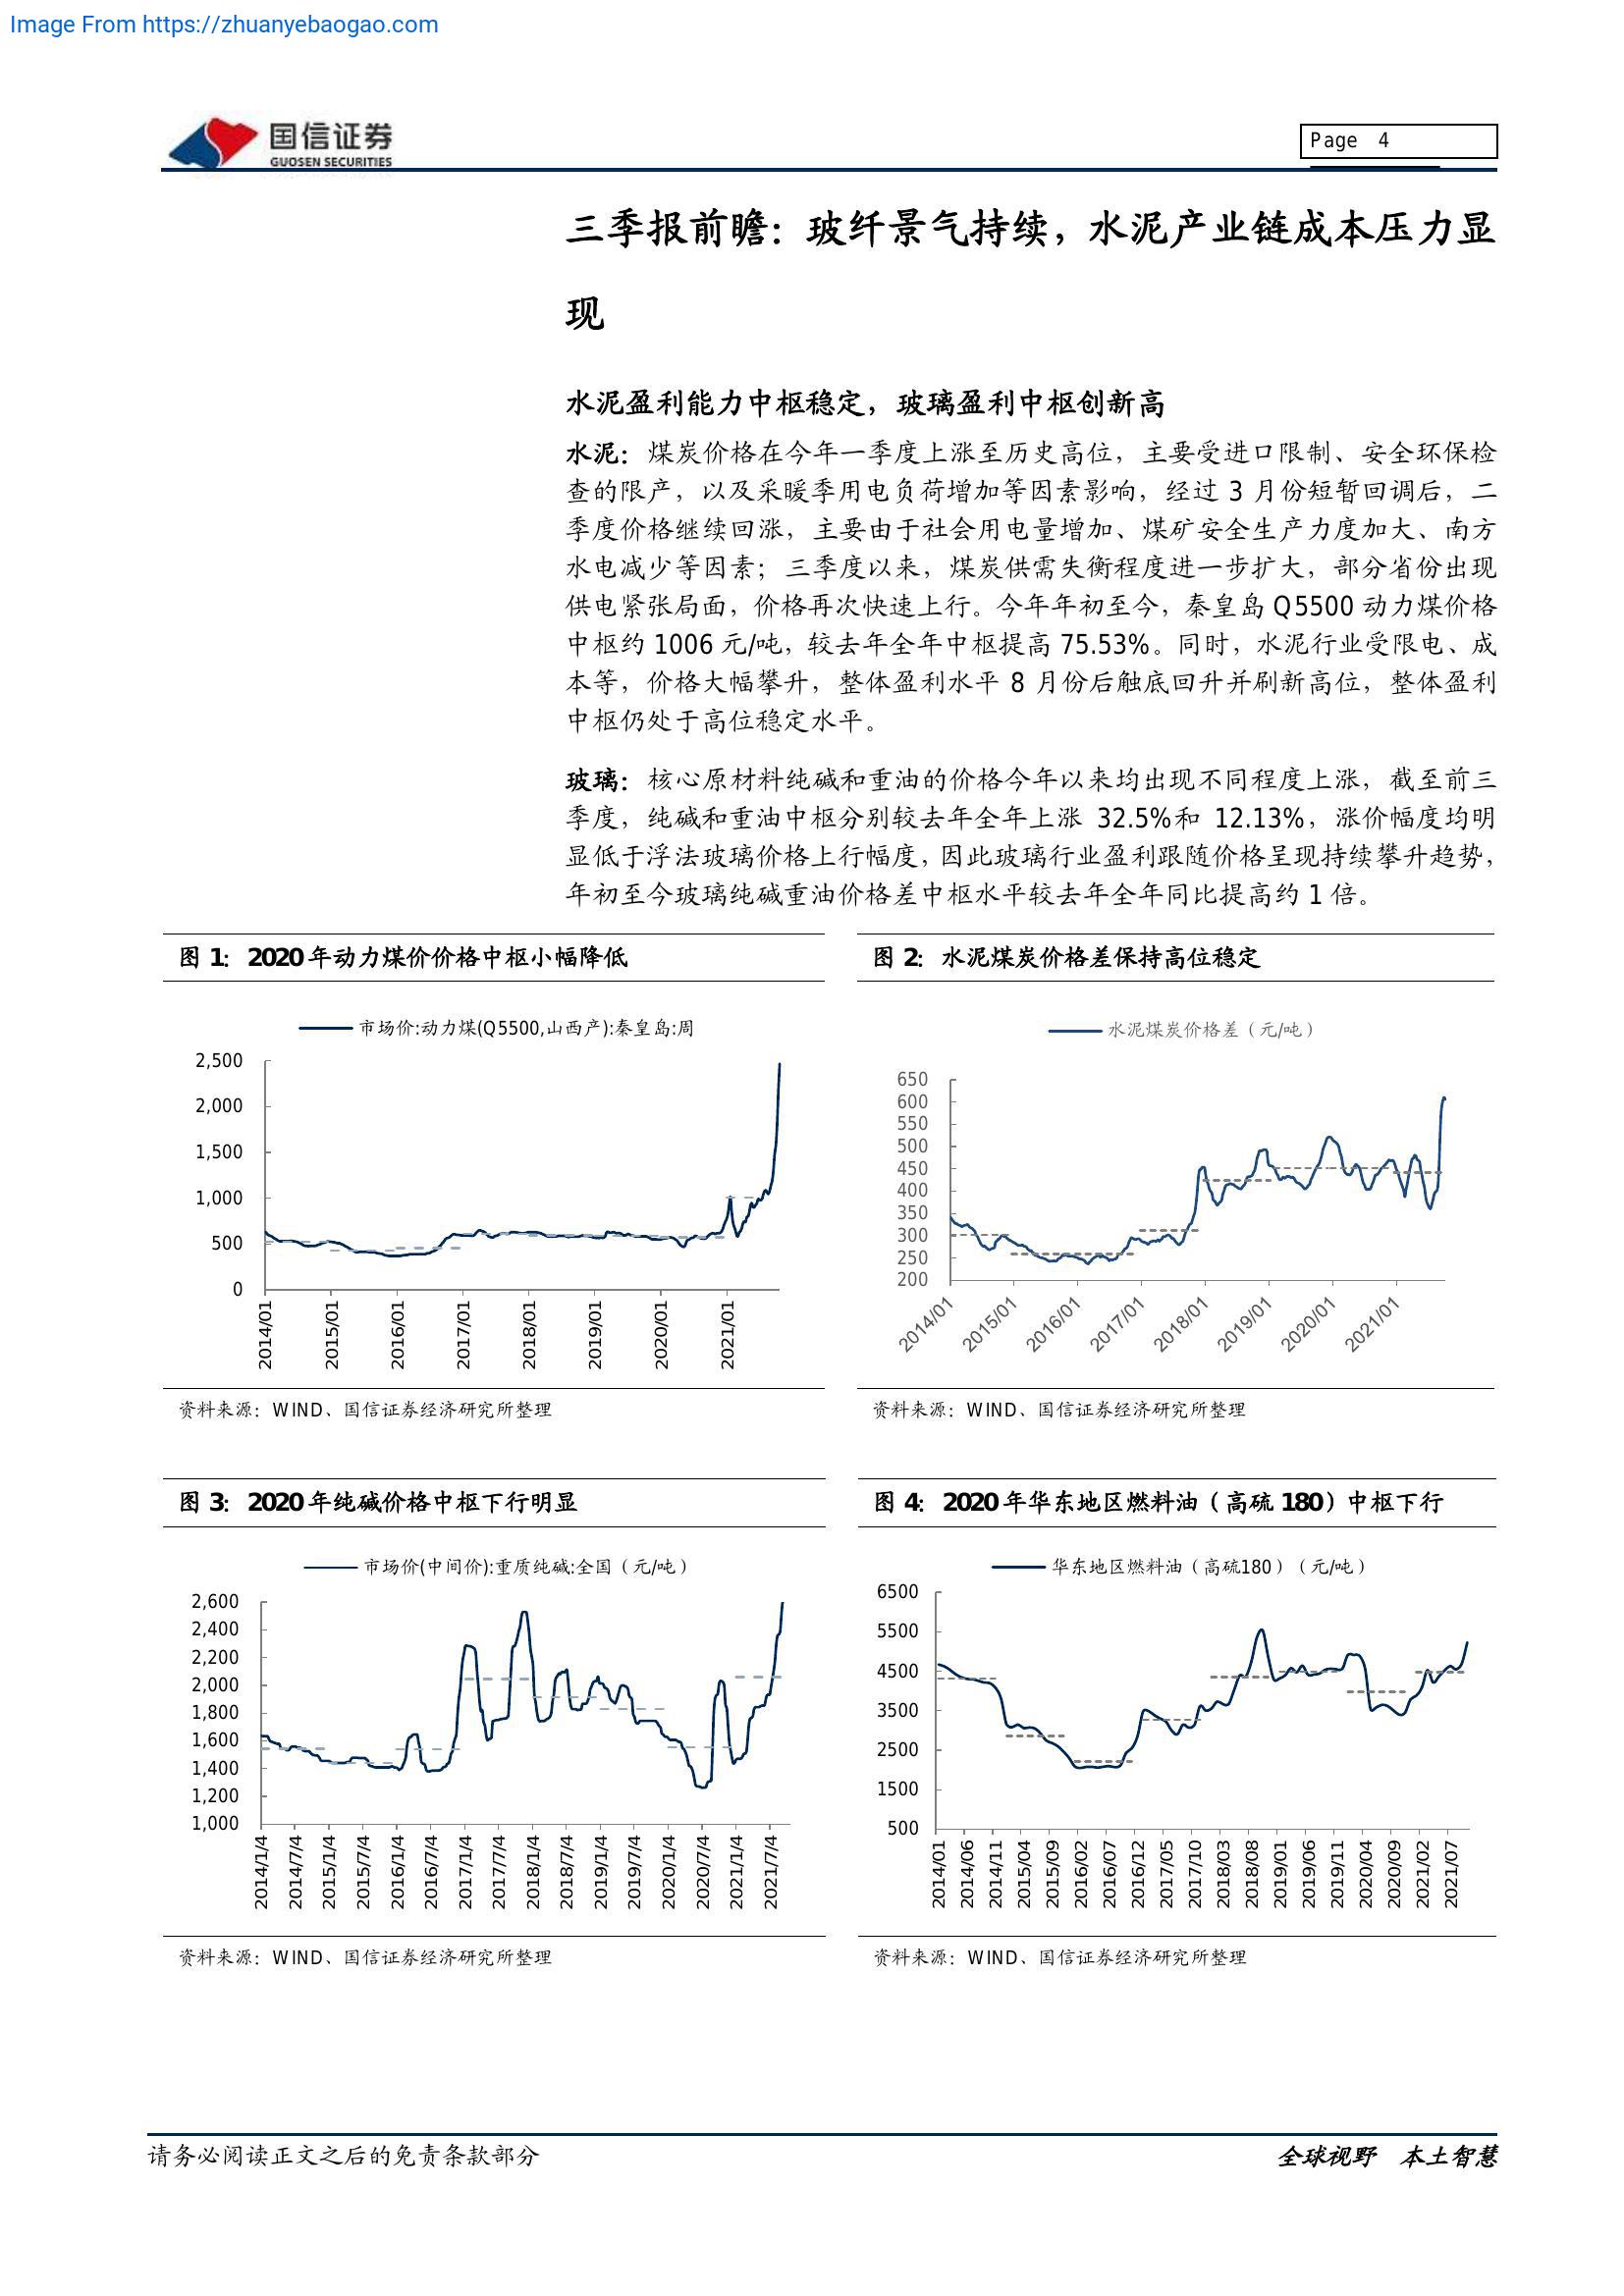 Image From https://zhuanyebaogao.com
国信证券
GUOSEN SECURITIES
Page 4
三季报前瞻：玻纤景气持续，水泥产业链成本压力显
现
水泥盈利能力中枢稳定，玻璃盈利中枢创新高
水泥：煤炭价格在今年一季度上涨至历史高位，主要受进口限制、安全环保检
查的限产，以及采暖季用电负荷增加等因素影响，经过 3 月份短暂回调后，二
季度价格继续回涨，主要由于社会用电量增加、煤矿安全生产力度加大、南方
水电减少等因素；三季度以来，煤炭供需失衡程度进一步扩大，部分省份出现
供电紧张局面，价格再次快速上行。今年年初至今，秦皇岛 Q5500 动力煤价格
中枢约 1006 元/吨，较去年全年中枢提高 75.53%。同时，水泥行业受限电、成
本等，价格大幅攀升，整体盈利水平 8 月份后触底回升并刷新高位，整体盈利
中枢仍处于高位稳定水平。
玻璃：核心原材料纯碱和重油的价格今年以来均出现不同程度上涨，截至前三
季度，纯碱和重油中枢分别较去年全年上涨 32.5%和 12.13%，涨价幅度均明
显低于浮法玻璃价格上行幅度，因此玻璃行业盈利跟随价格呈现持续攀升趋势，
年初至今玻璃纯碱重油价格差中枢水平较去年全年同比提高约 1 倍。
图 1：2020 年动力煤价价格中枢小幅降低
市场价:动力煤(Q5500,山西产):秦皇岛:周
2,500
2,000
1,500
1,000
500
0
2014/01
2015/01
2016/01
2017/01
2018/01
2019/01
2020/01
2021/01
资料来源：WIND、国信证券经济研究所整理
图 2：水泥煤炭价格差保持高位稳定
水泥煤炭价格差（元/吨）
650
600
550
500
450
400
350
300
250
200
2014/01
2015/01
2016/01
2017/01
2018/01
2019/01
2020/01
2021/01
资料来源：WIND、国信证券经济研究所整理
图 3：2020 年纯碱价格中枢下行明显
市场价(中间价):重质纯碱:全国（元/吨）
2,600
2,400
2,200
2,000
1,800
1,600
1,400
1,200
1,000
2014/1/4
2014/7/4
2015/1/4
2015/7/4
2016/1/4
2016/7/4
2017/1/4
2017/7/4
2018/1/4
2018/7/4
2019/1/4
2019/7/4
2020/1/4
2020/7/4
2021/1/4
2021/7/4
资料来源：WIND、国信证券经济研究所整理
图 4：2020 年华东地区燃料油（高硫 180）中枢下行
华东地区燃料油（高硫180）（元/吨）
6500
5500
4500
3500
2500
1500
500
2014/01
2014/06
2014/11
2015/04
2015/09
2016/02
2016/07
2016/12
2017/05
2017/10
2018/03
2018/08
2019/01
2019/06
2019/11
2020/04
2020/09
2021/02
2021/07
资料来源：WIND、国信证券经济研究所整理
请务必阅读正文之后的免责条款部分
全球视野 本土智慧